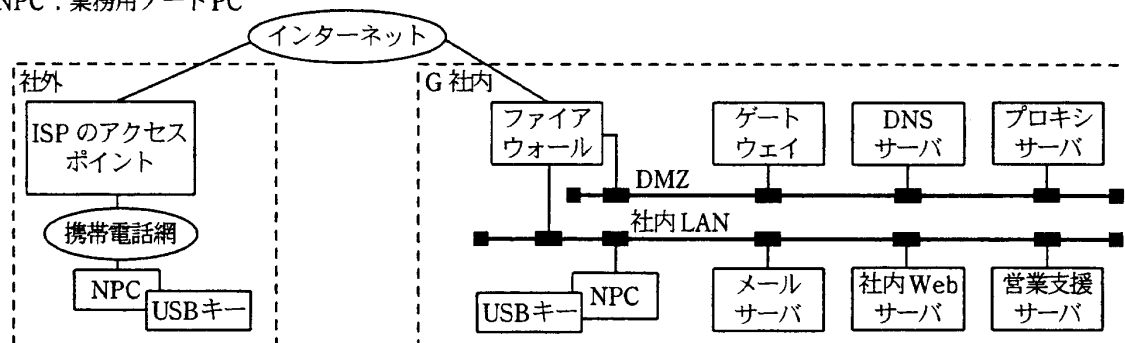 NPC:業務用ノートPC
インターネット
社外
G社内
ISPのアクセス
ポイント
携帯電話網
NPC
USBキー
ファイア
ウォール
ゲート
ウェイ
DNS
サーバ
プロキシ
サーバ
DMZ
社内LAN
USBキー
NPC
メール
サーバ
社内Web
サーバ
営業支援
サーバ